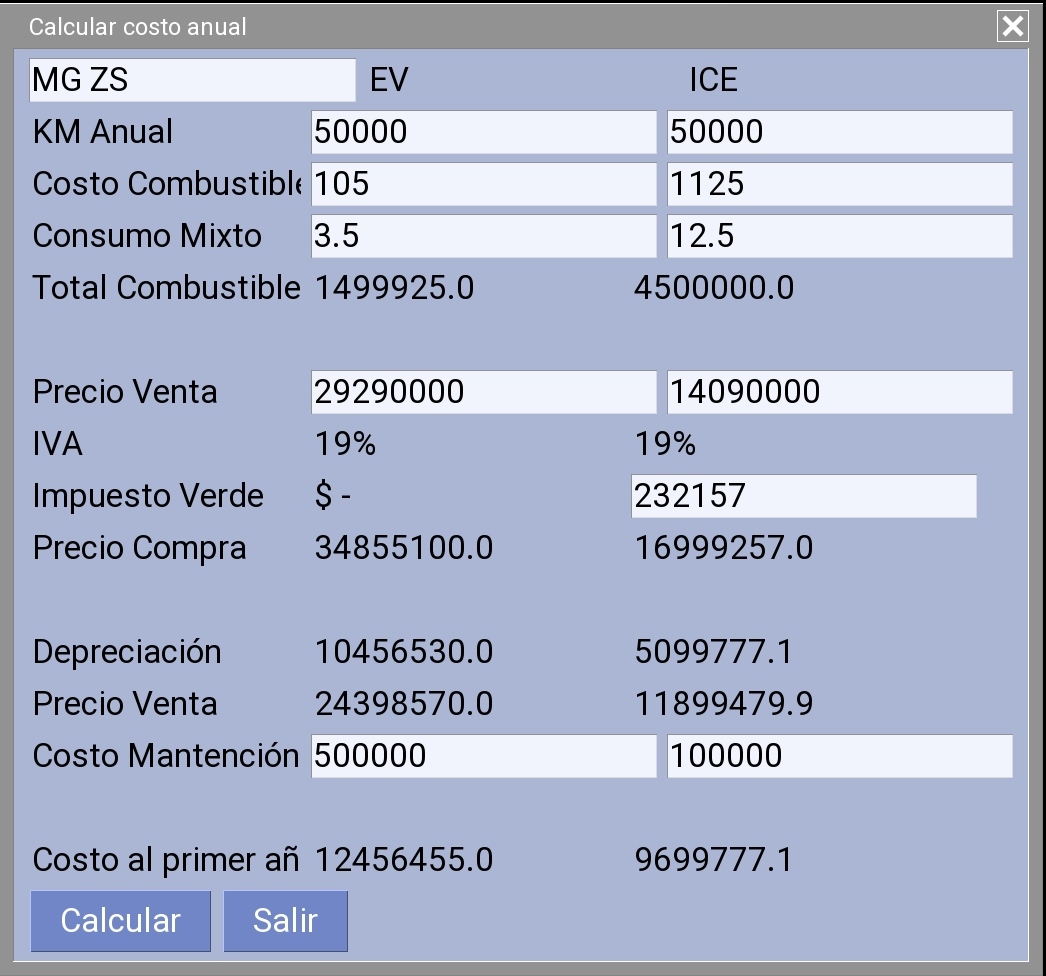 Calcular costo anual
MG ZS EV ICE
KM Anual 50000 50000
Costo Combustible 105 1125
Consumo Mixto 3.5 12.5
Total Combustible 1499925.0 4500000.0
Precio Venta 29290000 14090000
IVA 19% 19%
Impuesto Verde $ - 232157
Precio Compra 34855100.0 16999257.0
Depreciación 10456530.0 5099777.1
Precio Venta 24398570.0 11899479.9
Costo Mantención 500000 100000
Costo al primer añ 12456455.0 9699777.1
Calcular Salir